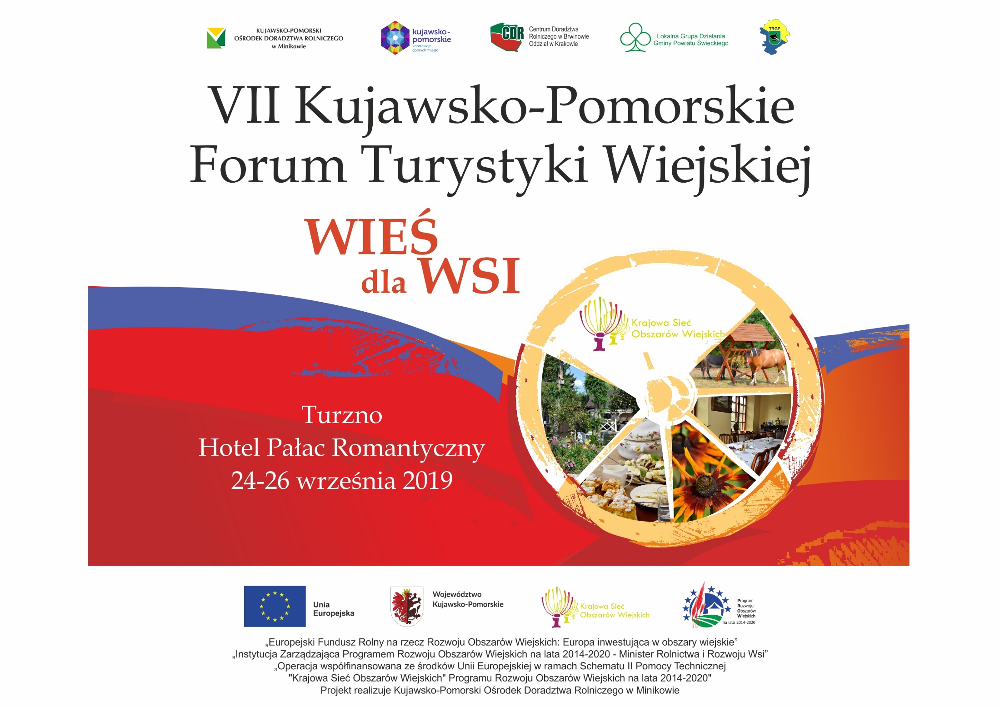 KUJAWSKO-POMORSKI
OŚRODEK DORADZTWA ROLNICZEGO
w Minikowie
kujawsko-
pomorskie
konstelacje
dobrych miejsc
CDR
Centrum Doradztwa
Rolniczego w Brwinowie
Oddział w Krakowie
Lokalna Grupa Działania
Gminy Powiatu Świeckiego
TRGP
VII Kujawsko-Pomorskie
Forum Turystyki Wiejskiej
WIEŚ
dla WSI
Krajowa Sieć
Obszarów Wiejskich
Turzno
Hotel Pałac Romantyczny
24-26 września 2019
Unia
Europejska
Województwo
Kujawsko-Pomorskie
Krajowa Sieć
Obszarów Wiejskich
Program
Rozwoju
Obszarów
Wiejskich
na lata 2014-2020
„Europejski Fundusz Rolny na rzecz Rozwoju Obszarów Wiejskich: Europa inwestująca w obszary wiejskie”
„Instytucja Zarządzająca Programem Rozwoju Obszarów Wiejskich na lata 2014-2020 - Minister Rolnictwa i Rozwoju Wsi”
„Operacja współfinansowana ze środków Unii Europejskiej w ramach Schematu II Pomocy Technicznej
"Krajowa Sieć Obszarów Wiejskich" Programu Rozwoju Obszarów Wiejskich na lata 2014-2020"
Projekt realizuje Kujawsko-Pomorski Ośrodek Doradztwa Rolniczego w Minikowie